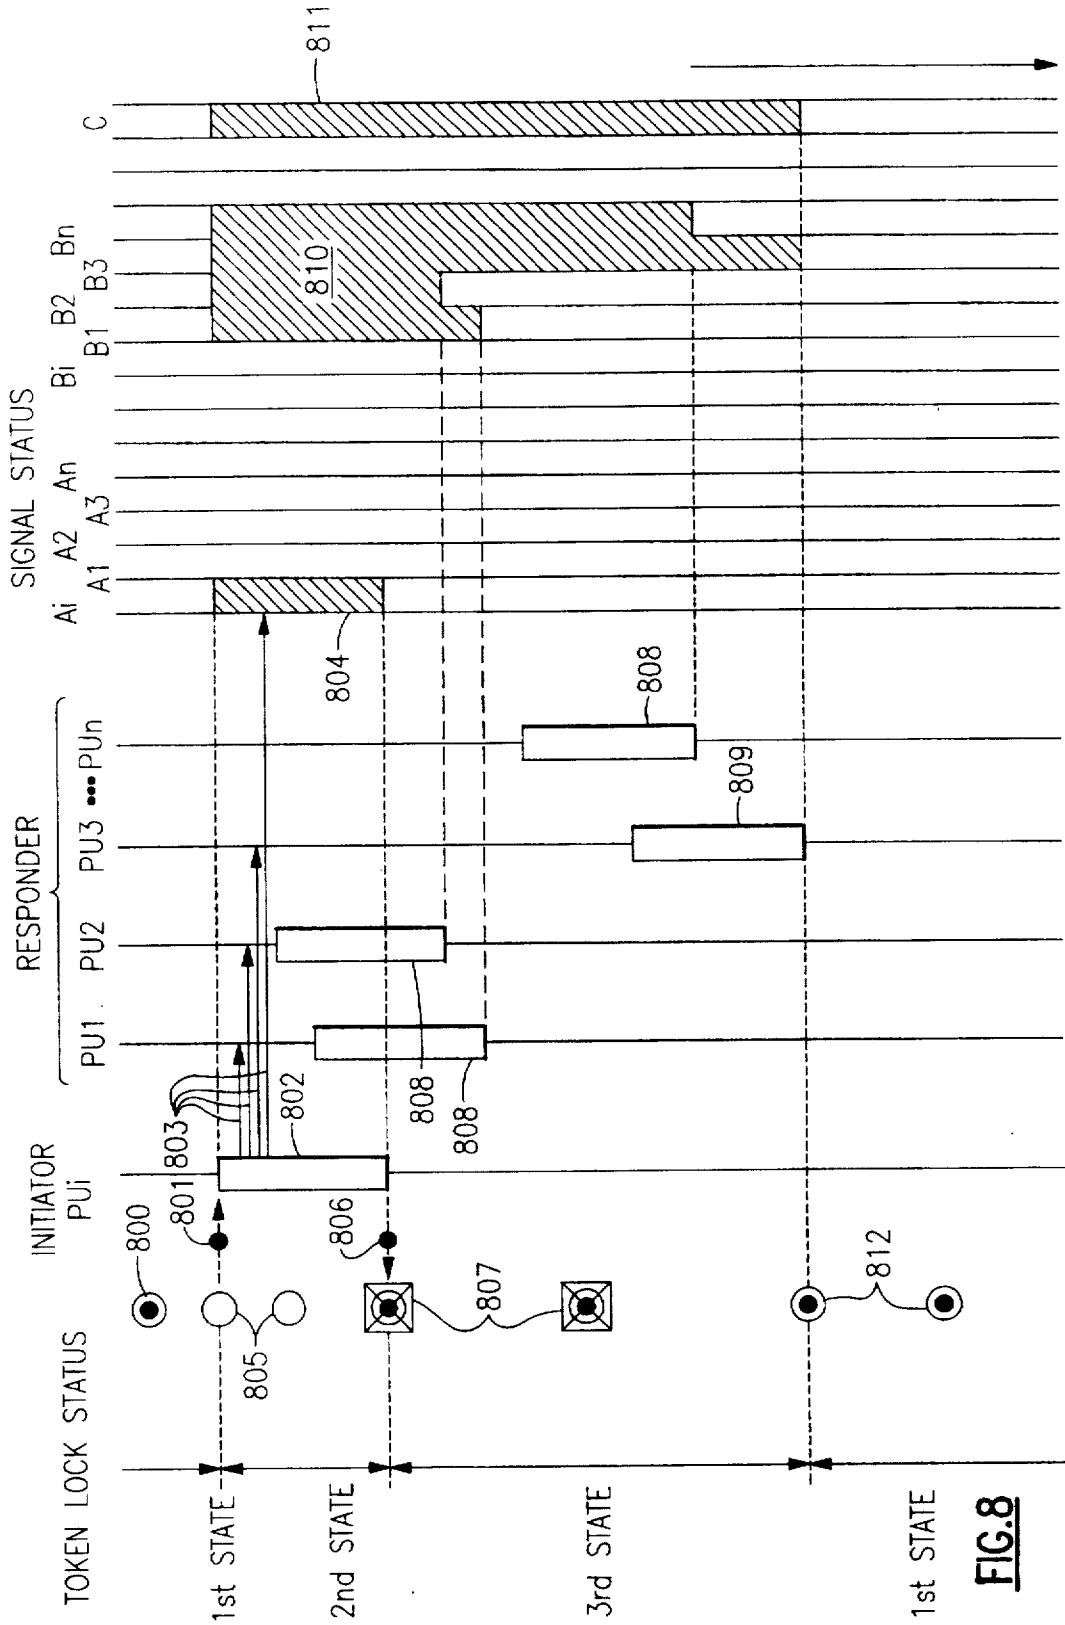 TOKEN LOCK STATUS
INITIATOR
PUi
RESPONDER
PU1 PU2 PU3 ••• PUn
SIGNAL STATUS
Ai A1 A2 A3 An Bi B1 B2 B3 Bn C
800
801
803
802
804
805
806
807
808
808
808
809
810
811
812
1st STATE
2nd STATE
3rd STATE
1st STATE
FIG.8